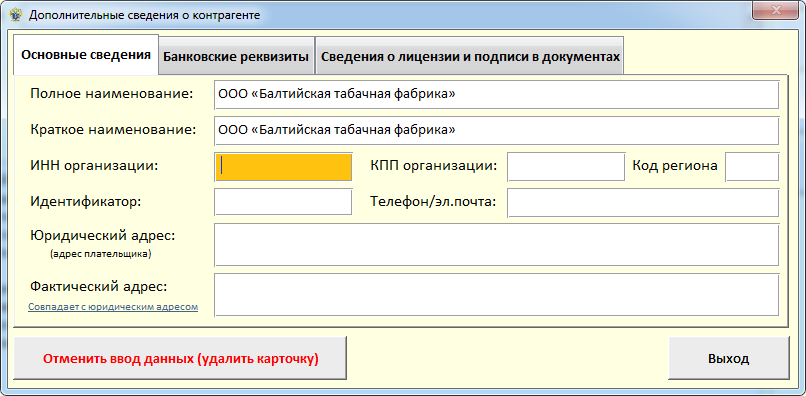 Дополнительные сведения о контрагенте
Основные сведения Банковские реквизиты Сведения о лицензии и подписи в документах
Полное наименование: ООО «Балтийская табачная фабрика»
Краткое наименование: ООО «Балтийская табачная фабрика»
ИНН организации: КПП организации: Код региона
Идентификатор: Телефон/эл.почта:
Юридический адрес:
(адрес плательщика)
Фактический адрес:
Совпадает с юридическим адресом
Отменить ввод данных (удалить карточку) Выход